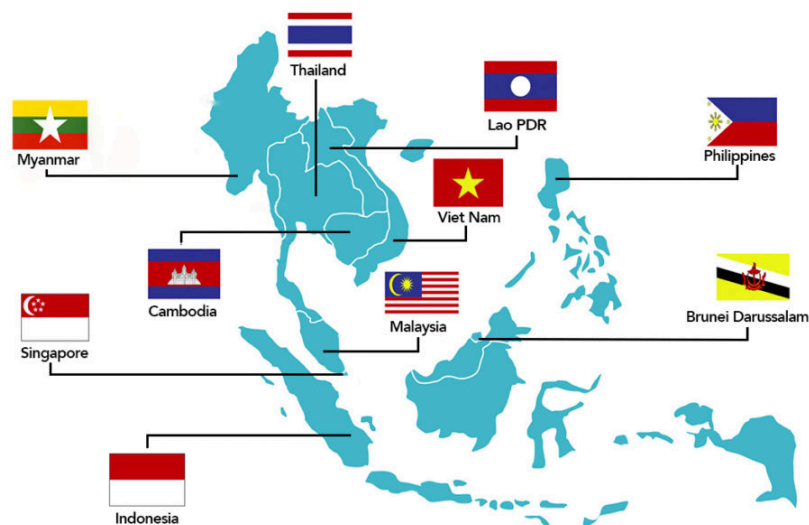 Thailand
Lao PDR
Myanmar
Philippines
Viet Nam
Cambodia
Malaysia
Brunei Darussalam
Singapore
Indonesia